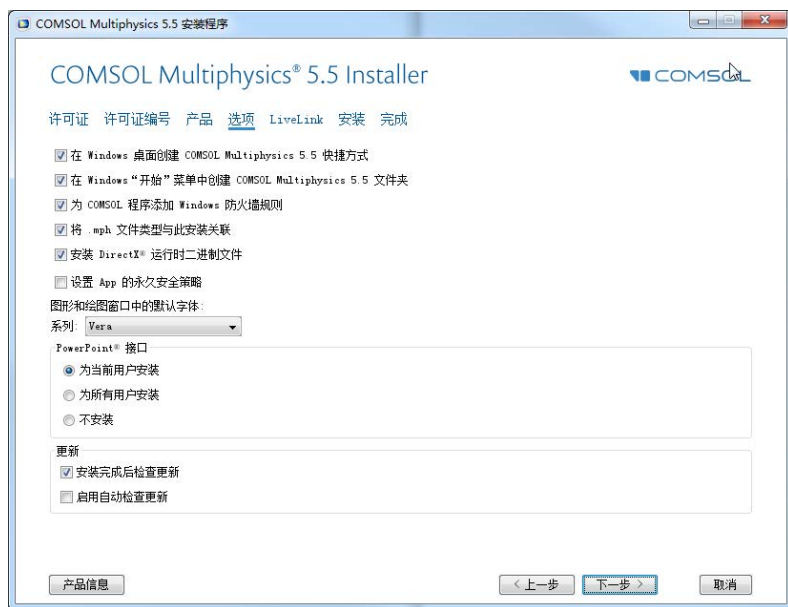 COMSOL Multiphysics 5.5 安装程序
COMSOL Multiphysics® 5.5 Installer
COMSOL
许可证 许可证编号 产品 选项 LiveLink 安装 完成
在 Windows 桌面创建 COMSOL Multiphysics 5.5 快捷方式
在 Windows“开始”菜单中创建 COMSOL Multiphysics 5.5 文件夹
为 COMSOL 程序添加 Windows 防火墙规则
将 .mph 文件类型与此安装关联
安装 DirectX® 运行时二进制文件
设置 App 的永久安全策略
图形和绘图窗口中的默认字体:
系列: Vera
PowerPoint® 接口
为当前用户安装
为所有用户安装
不安装
更新
安装完成后检查更新
启用自动检查更新
产品信息 <上一步 下一步> 取消